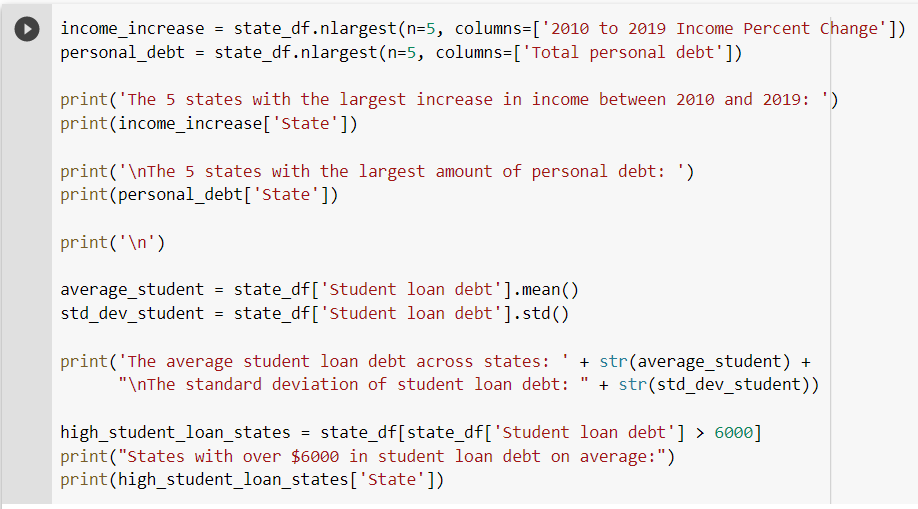 income_increase = state_df.nlargest(n=5, columns=['2010 to 2019 Income Percent Change'])
personal_debt = state_df.nlargest(n=5, columns=['Total personal debt'])
print('The 5 states with the largest increase in income between 2010 and 2019: ')
print(income_increase['State'])
print('\nThe 5 states with the largest amount of personal debt: ')
print(personal_debt['State'])
print('\n')
average_student = state_df['Student loan debt'].mean()
std_dev_student = state_df['Student loan debt'].std()
print('The average student loan debt across states: ' + str(average_student) +
"\nThe standard deviation of student loan debt: " + str(std_dev_student))
high_student_loan_states = state_df[state_df['Student loan debt'] > 6000]
print("States with over $6000 in student loan debt on average:")
print(high_student_loan_states['State'])